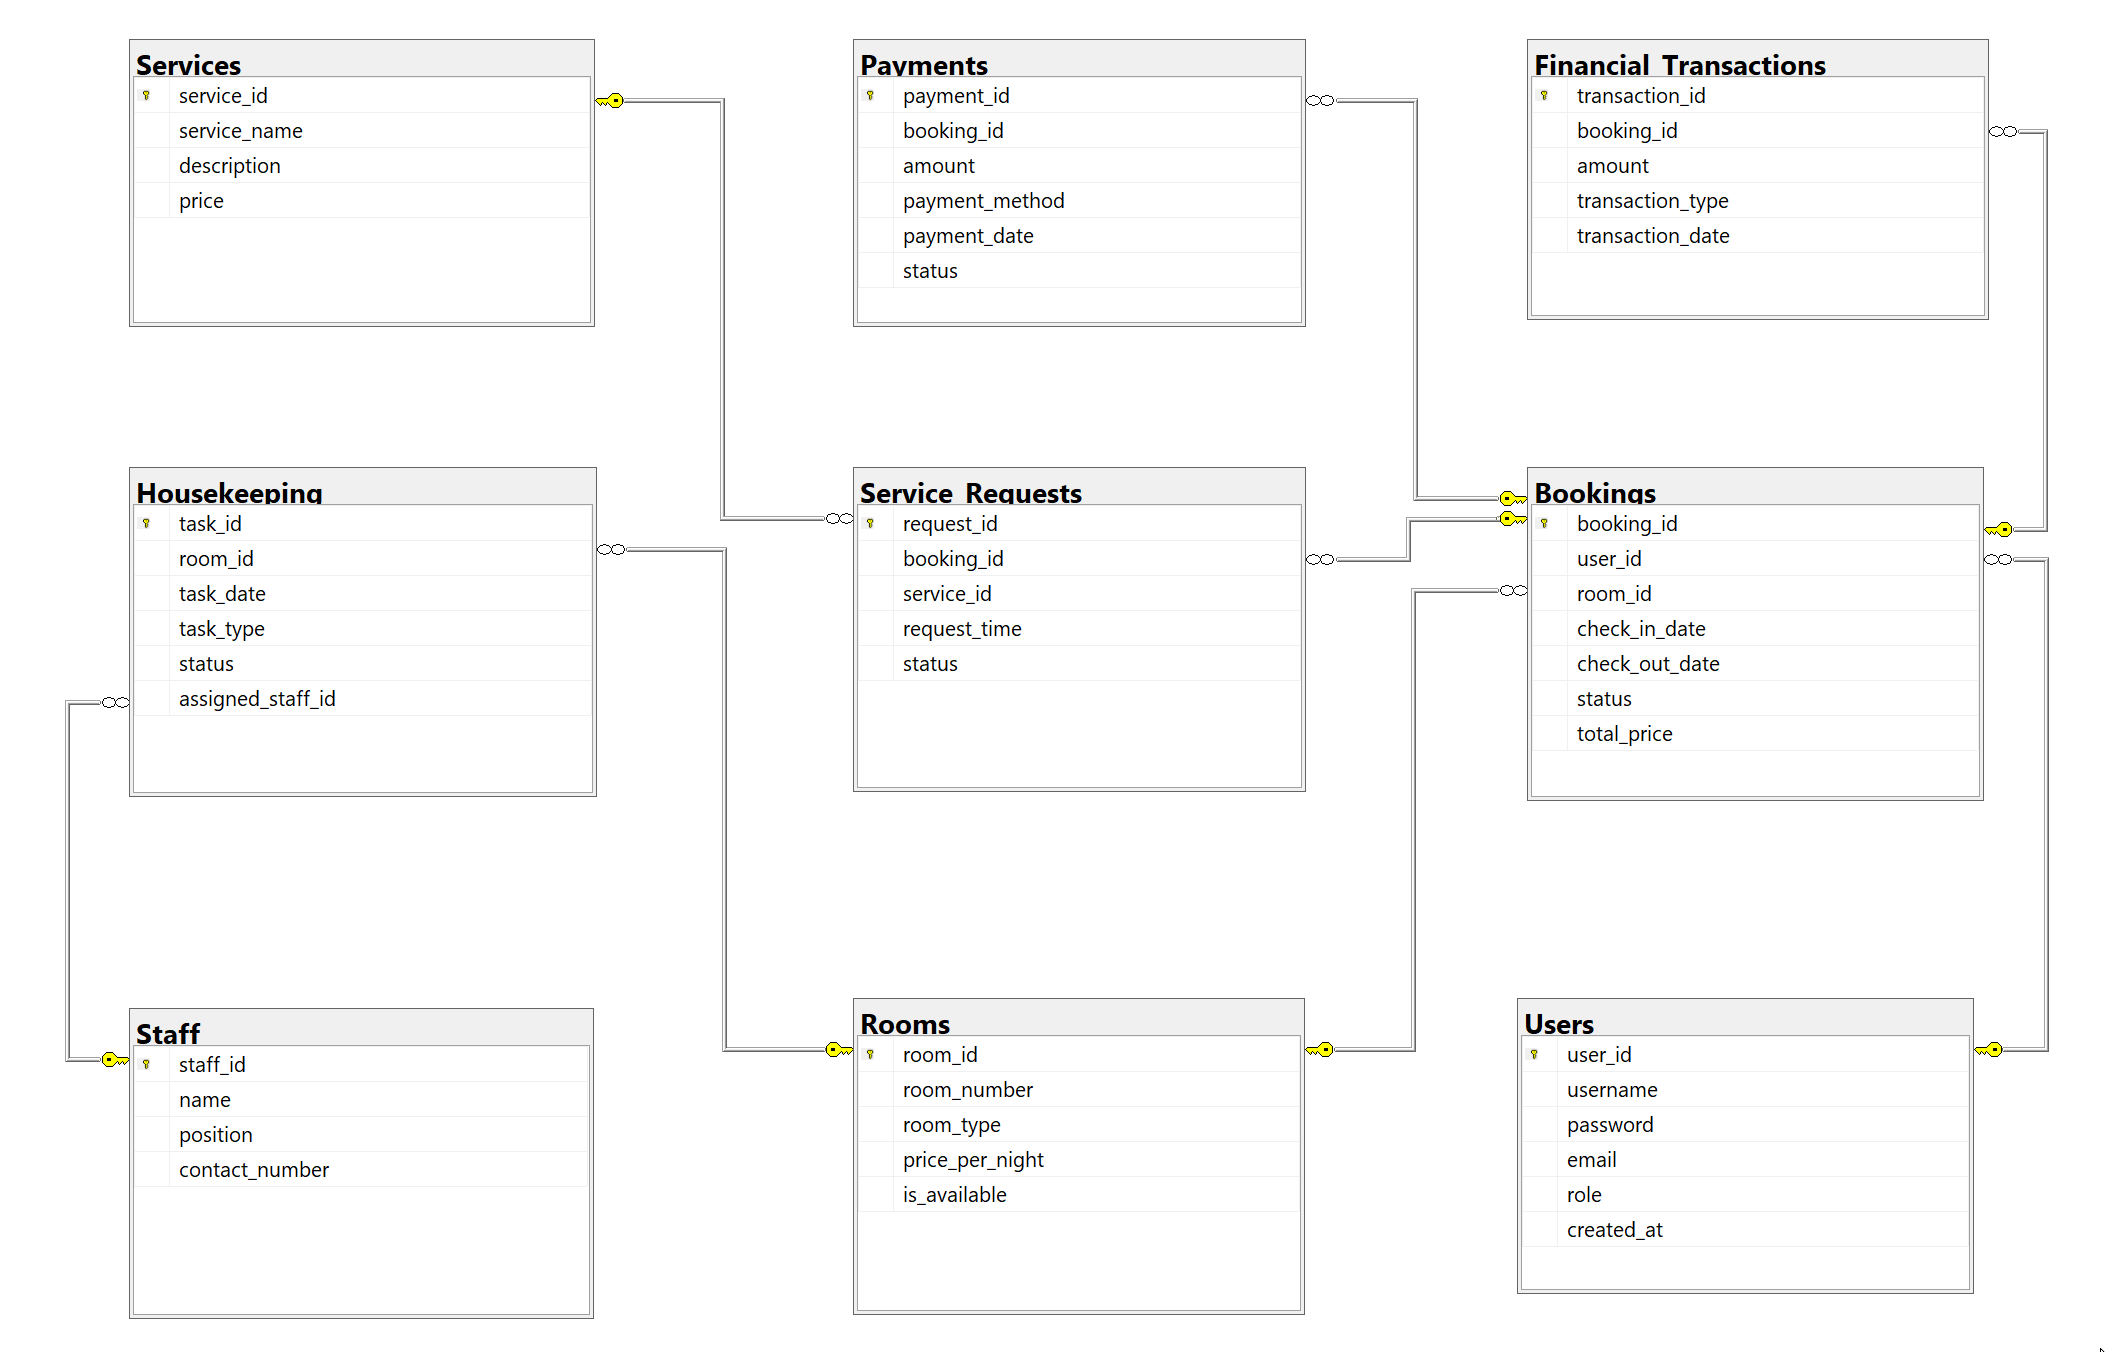 Services
service_id
service_name
description
price
Payments
payment_id
booking_id
amount
payment_method
payment_date
status
Financial_Transactions
transaction_id
booking_id
amount
transaction_type
transaction_date
Housekeeping
task_id
room_id
task_date
task_type
status
assigned_staff_id
Service_Requests
request_id
booking_id
service_id
request_time
status
Bookings
booking_id
user_id
room_id
check_in_date
check_out_date
status
total_price
Staff
staff_id
name
position
contact_number
Rooms
room_id
room_number
room_type
price_per_night
is_available
Users
user_id
username
password
email
role
created_at